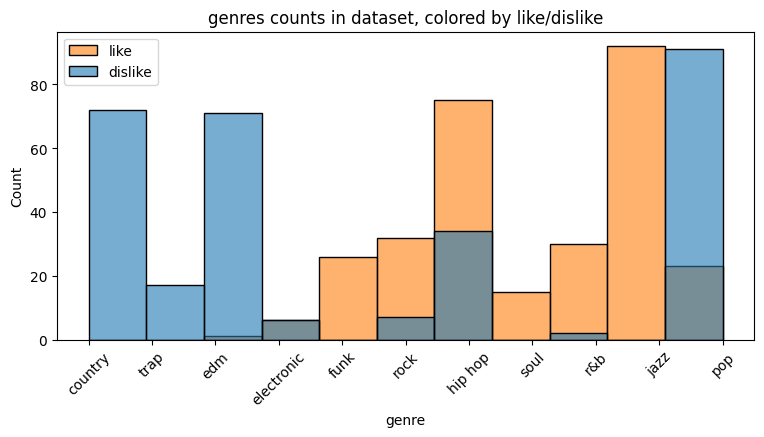 genres counts in dataset, colored by like/dislike
like
dislike
Count
80
60
40
20
0
country
trap
edm
electronic
funk
rock
hip hop
soul
r&b
jazz
pop
genre